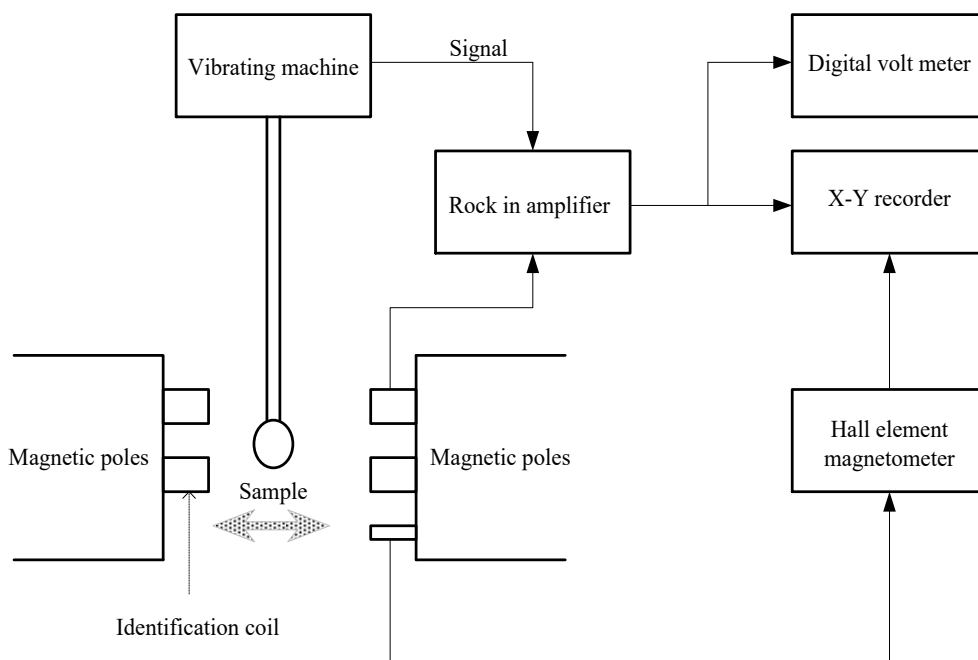 Vibrating machine
Signal
Digital volt meter
Rock in amplifier
X-Y recorder
Magnetic poles
Sample
Magnetic poles
Hall element
magnetometer
Identification coil